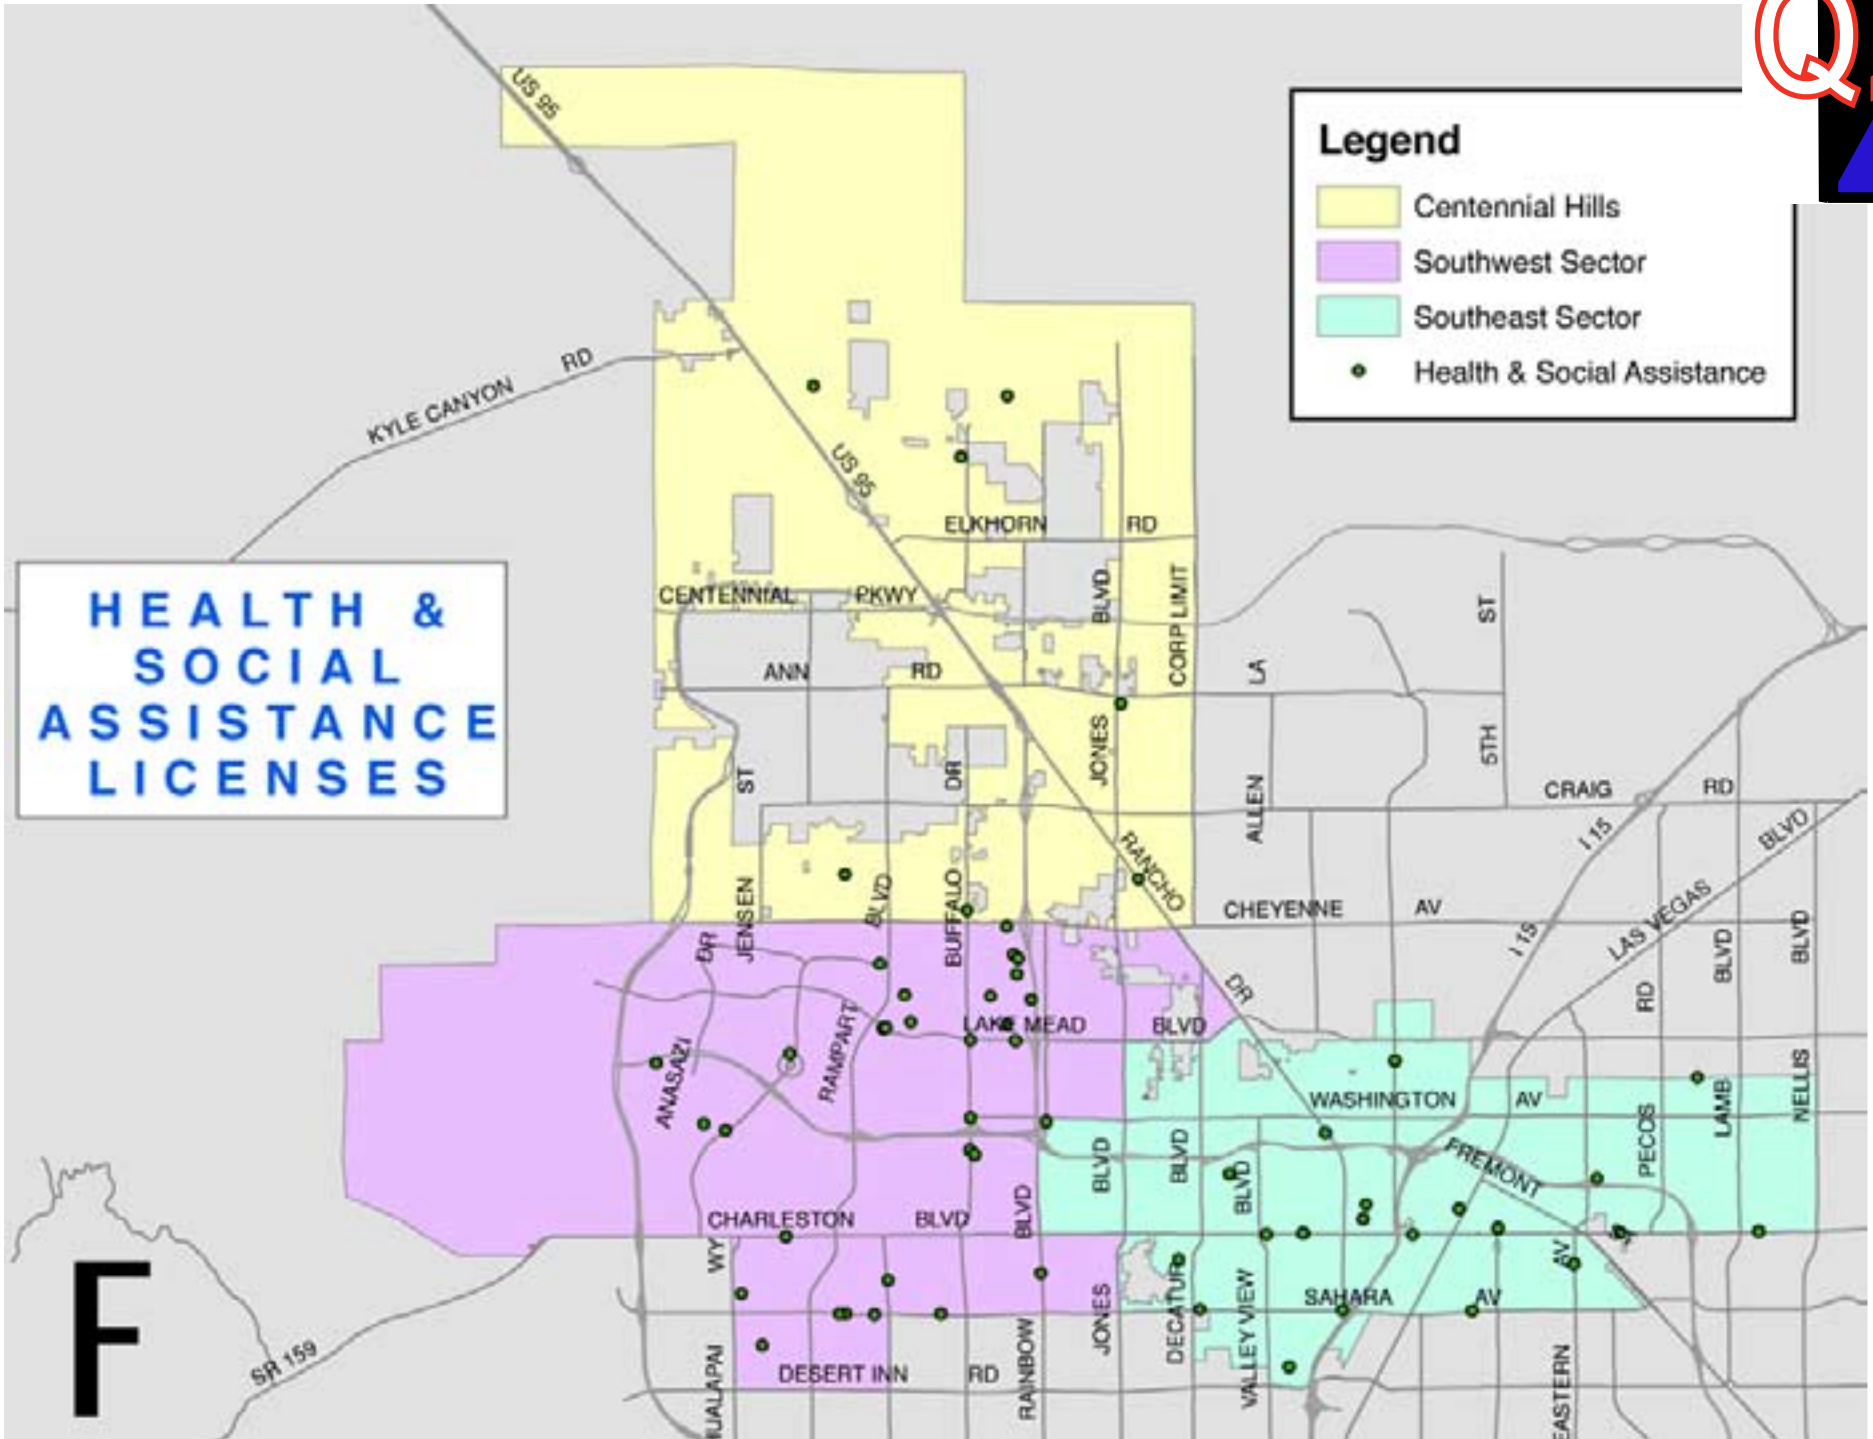 Q
US 95
Legend
Centennial Hills
Southwest Sector
Southeast Sector
Health & Social Assistance
KYLE CANYON RD
US 95
ELKHORN RD
HEALTH &
SOCIAL
ASSISTANCE
LICENSES
CENTENNIAL PKWY
BLVD
CORP LIMIT
ST
ANN RD
LA
JONES
5TH
ST
DR
ALLEN
CRAIG RD
I 15
BLVD
RANCHO
JENSEN
BLVD
BUFFALO
CHEYENNE AV
LAS VEGAS
I 15
DR
BLVD
BLVD
DR
RD
RAMPART
LAKE MEAD BLVD
ANASAZI
WASHINGTON AV
LAMB
NELLIS
PECOS
BLVD
BLVD
BLVD
FREMONT
CHARLESTON BLVD
BLVD
WY
ST
AV
SAHARA AV
JONES
DECATUR
VALLEY VIEW
F
SR 159
HUALAPAI
DESERT INN RD
RAINBOW
EASTERN